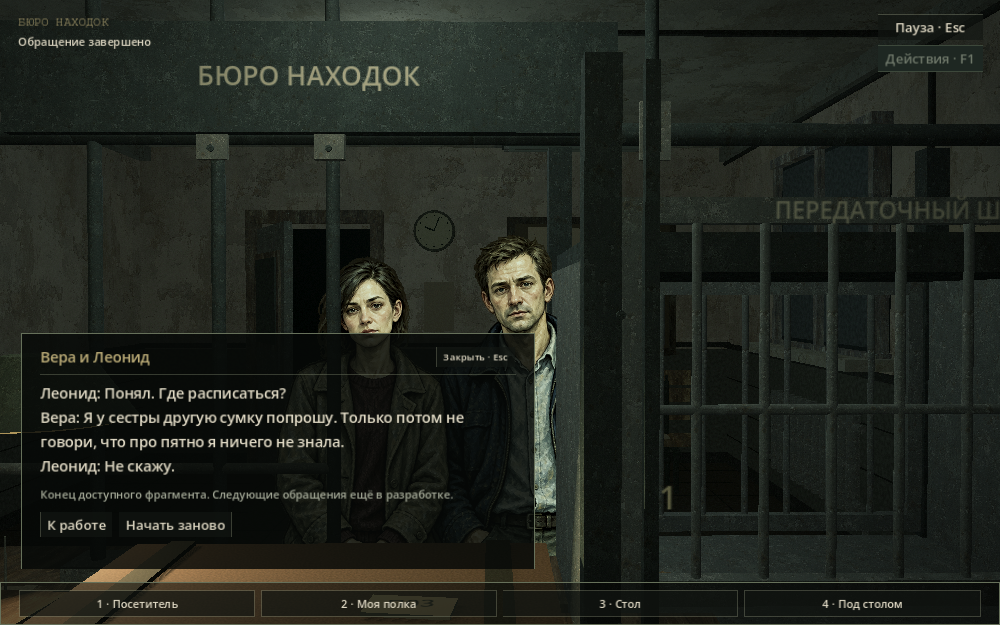 БЮРО НАХОДОК
Обращение завершено
Пауза · Esc
Действия · F1
БЮРО НАХОДОК
ПЕРЕДАТОЧНЫЙ Ш
Вера и Леонид
Закрыть · Esc
Леонид: Понял. Где расписаться?
Вера: Я у сестры другую сумку попрошу. Только потом не
говори, что про пятно я ничего не знала.
Леонид: Не скажу.
Конец доступного фрагмента. Следующие обращения ещё в разработке.
1
К работе
Начать заново
1 · Посетитель
2 · Моя полка
3 · Стол
4 · Под столом